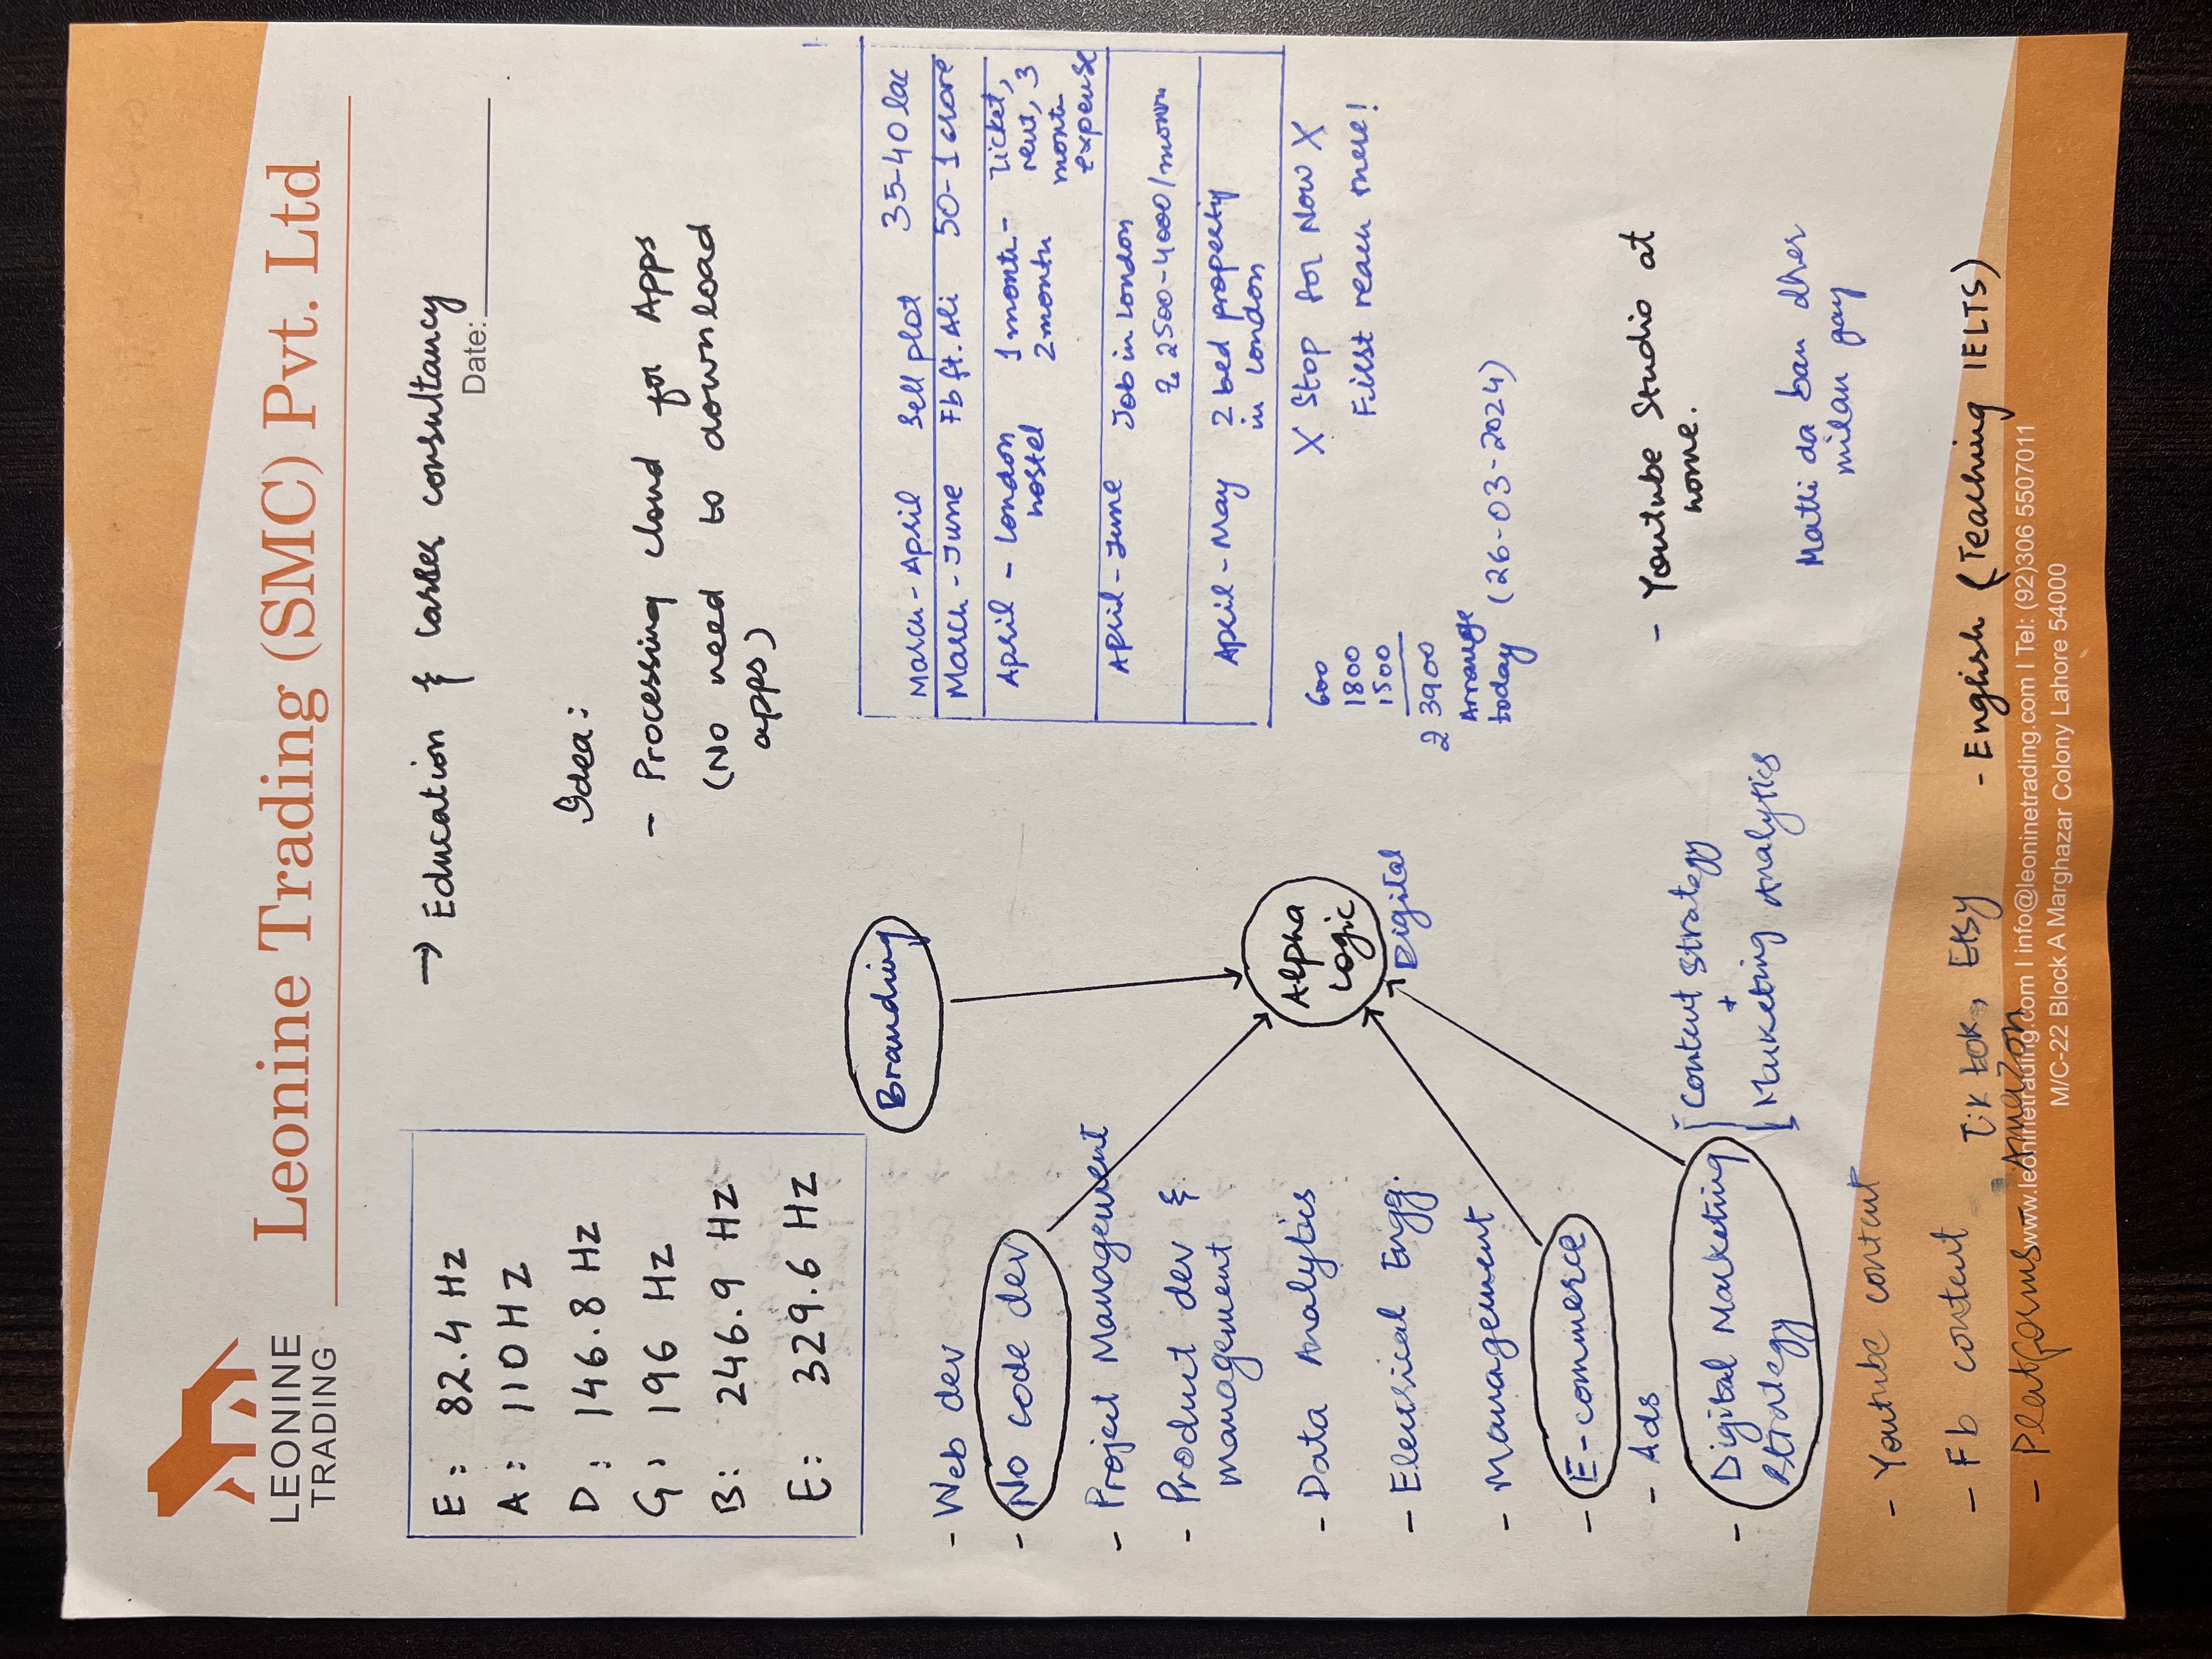 LEONINE
TRADING
Leonine Trading (SMC) Pvt. Ltd
Date:
→ Education & career consultancy
E: 82.4 Hz
A: 110 Hz
D: 146.8 Hz
G: 196 Hz
B: 246.9 Hz
E: 329.6 Hz
Idea:
- Processing cloud for Apps
(No need to download
apps)
March - April Sell plot 35-40 lac
March - June Fb ft. Ali 50 - 1 crore
April - London hostel 1 month - 2 month ticket, rent, 3 month expense
April - June Job in London 2500-4000/month
April - May 2 bed property in London
X Stop for Now X
First reach there!
600
1800
1500
3900
Arrange
today (26-03-2024)
Branding
Alpha
Logic
Digital
- Web dev
- No code dev
- Project Management
- Product dev &
management
- Data Analytics
- Electrical Engg.
- Management
- E-commerce
- Ads
- Digital Marketing
Strategy
Content Strategy
+
Marketing Analytics
- Youtube content
- Fb content
- Platforms
Tik tok, Etsy
Amazon
- Youtube Studio at
home.
Matti da ban dher
milan gay
- English (Teaching IELTS)
www.leoninetrading.com I info@leoninetrading.com I Tel: (92)306 5507011
M/C-22 Block A Marghazar Colony Lahore 54000